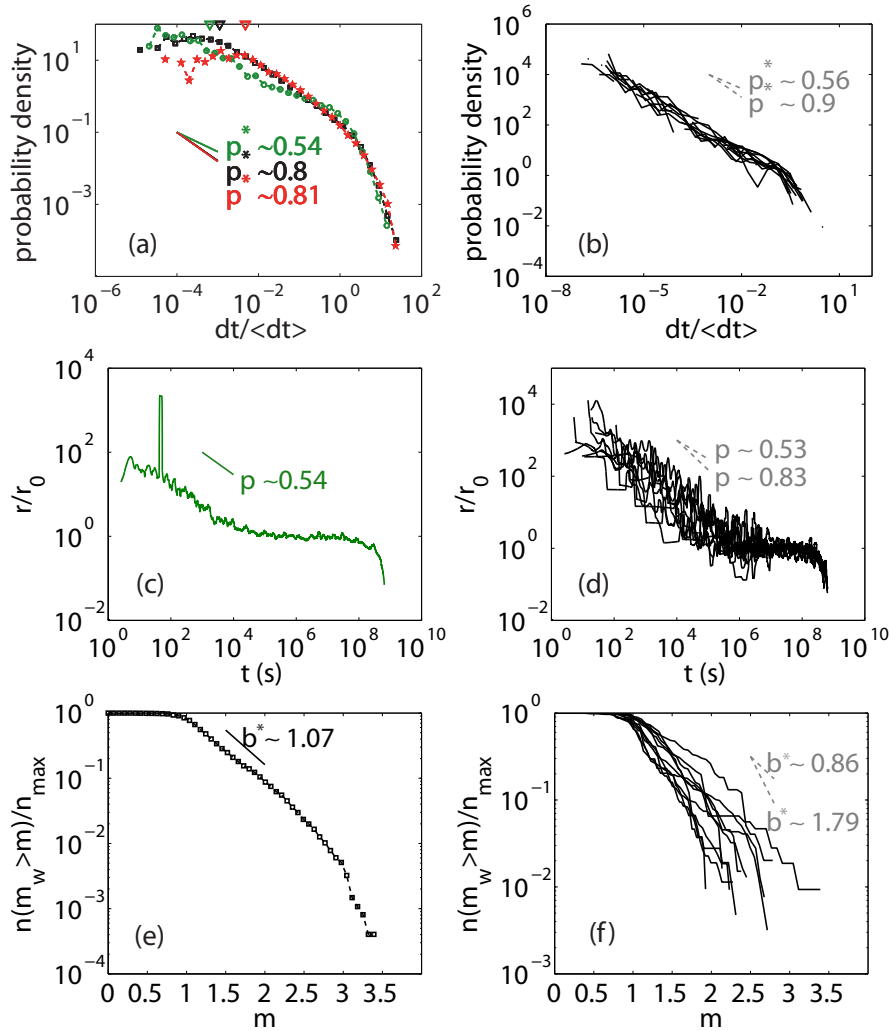 probability density
10^1
10^-1
10^-3
p* ~0.54
p* ~0.8
p* ~0.81
(a)
10^-6
10^-4
10^-2
10^0
10^2
dt/<dt>
probability density
10^6
10^4
10^2
10^0
10^-2
10^-4
p* ~0.56
p* ~0.9
(b)
10^-8
10^-5
10^-2
10^1
dt/<dt>
r/r_0
10^4
10^2
10^0
10^-2
p ~0.54
(c)
10^0
10^2
10^4
10^6
10^8
10^10
t (s)
r/r_0
10^4
10^2
10^0
10^-2
p ~ 0.53
p ~ 0.83
(d)
10^0
10^2
10^4
10^6
10^8
10^10
t (s)
n(m_w >m)/n_max
10^0
10^-1
10^-2
10^-3
10^-4
b* ~ 1.07
(e)
0 0.5 1 1.5 2 2.5 3 3.5
m
n(m_w >m)/n_max
10^0
10^-1
10^-2
10^-3
b* ~ 0.86
b* ~ 1.79
(f)
0 0.5 1 1.5 2 2.5 3 3.5
m